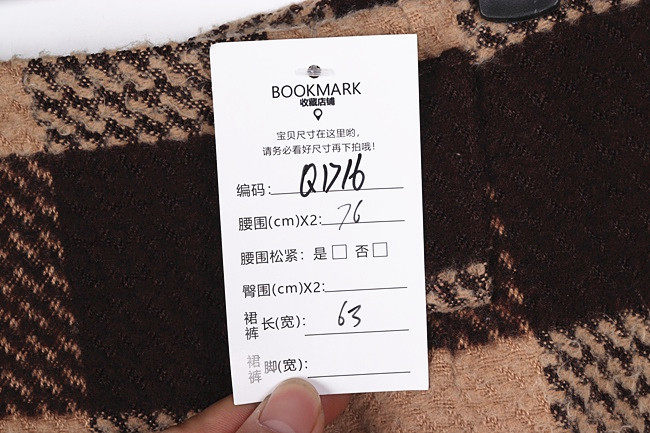 BOOKMARK
收藏店铺
宝贝尺寸在这里哟,
请务必看好尺寸再下拍哦!
编码: Q1716
腰围(cm)X2: 76
腰围松紧: 是□ 否□
臀围(cm)X2:
裙裤长(宽): 63
裙裤脚(宽):